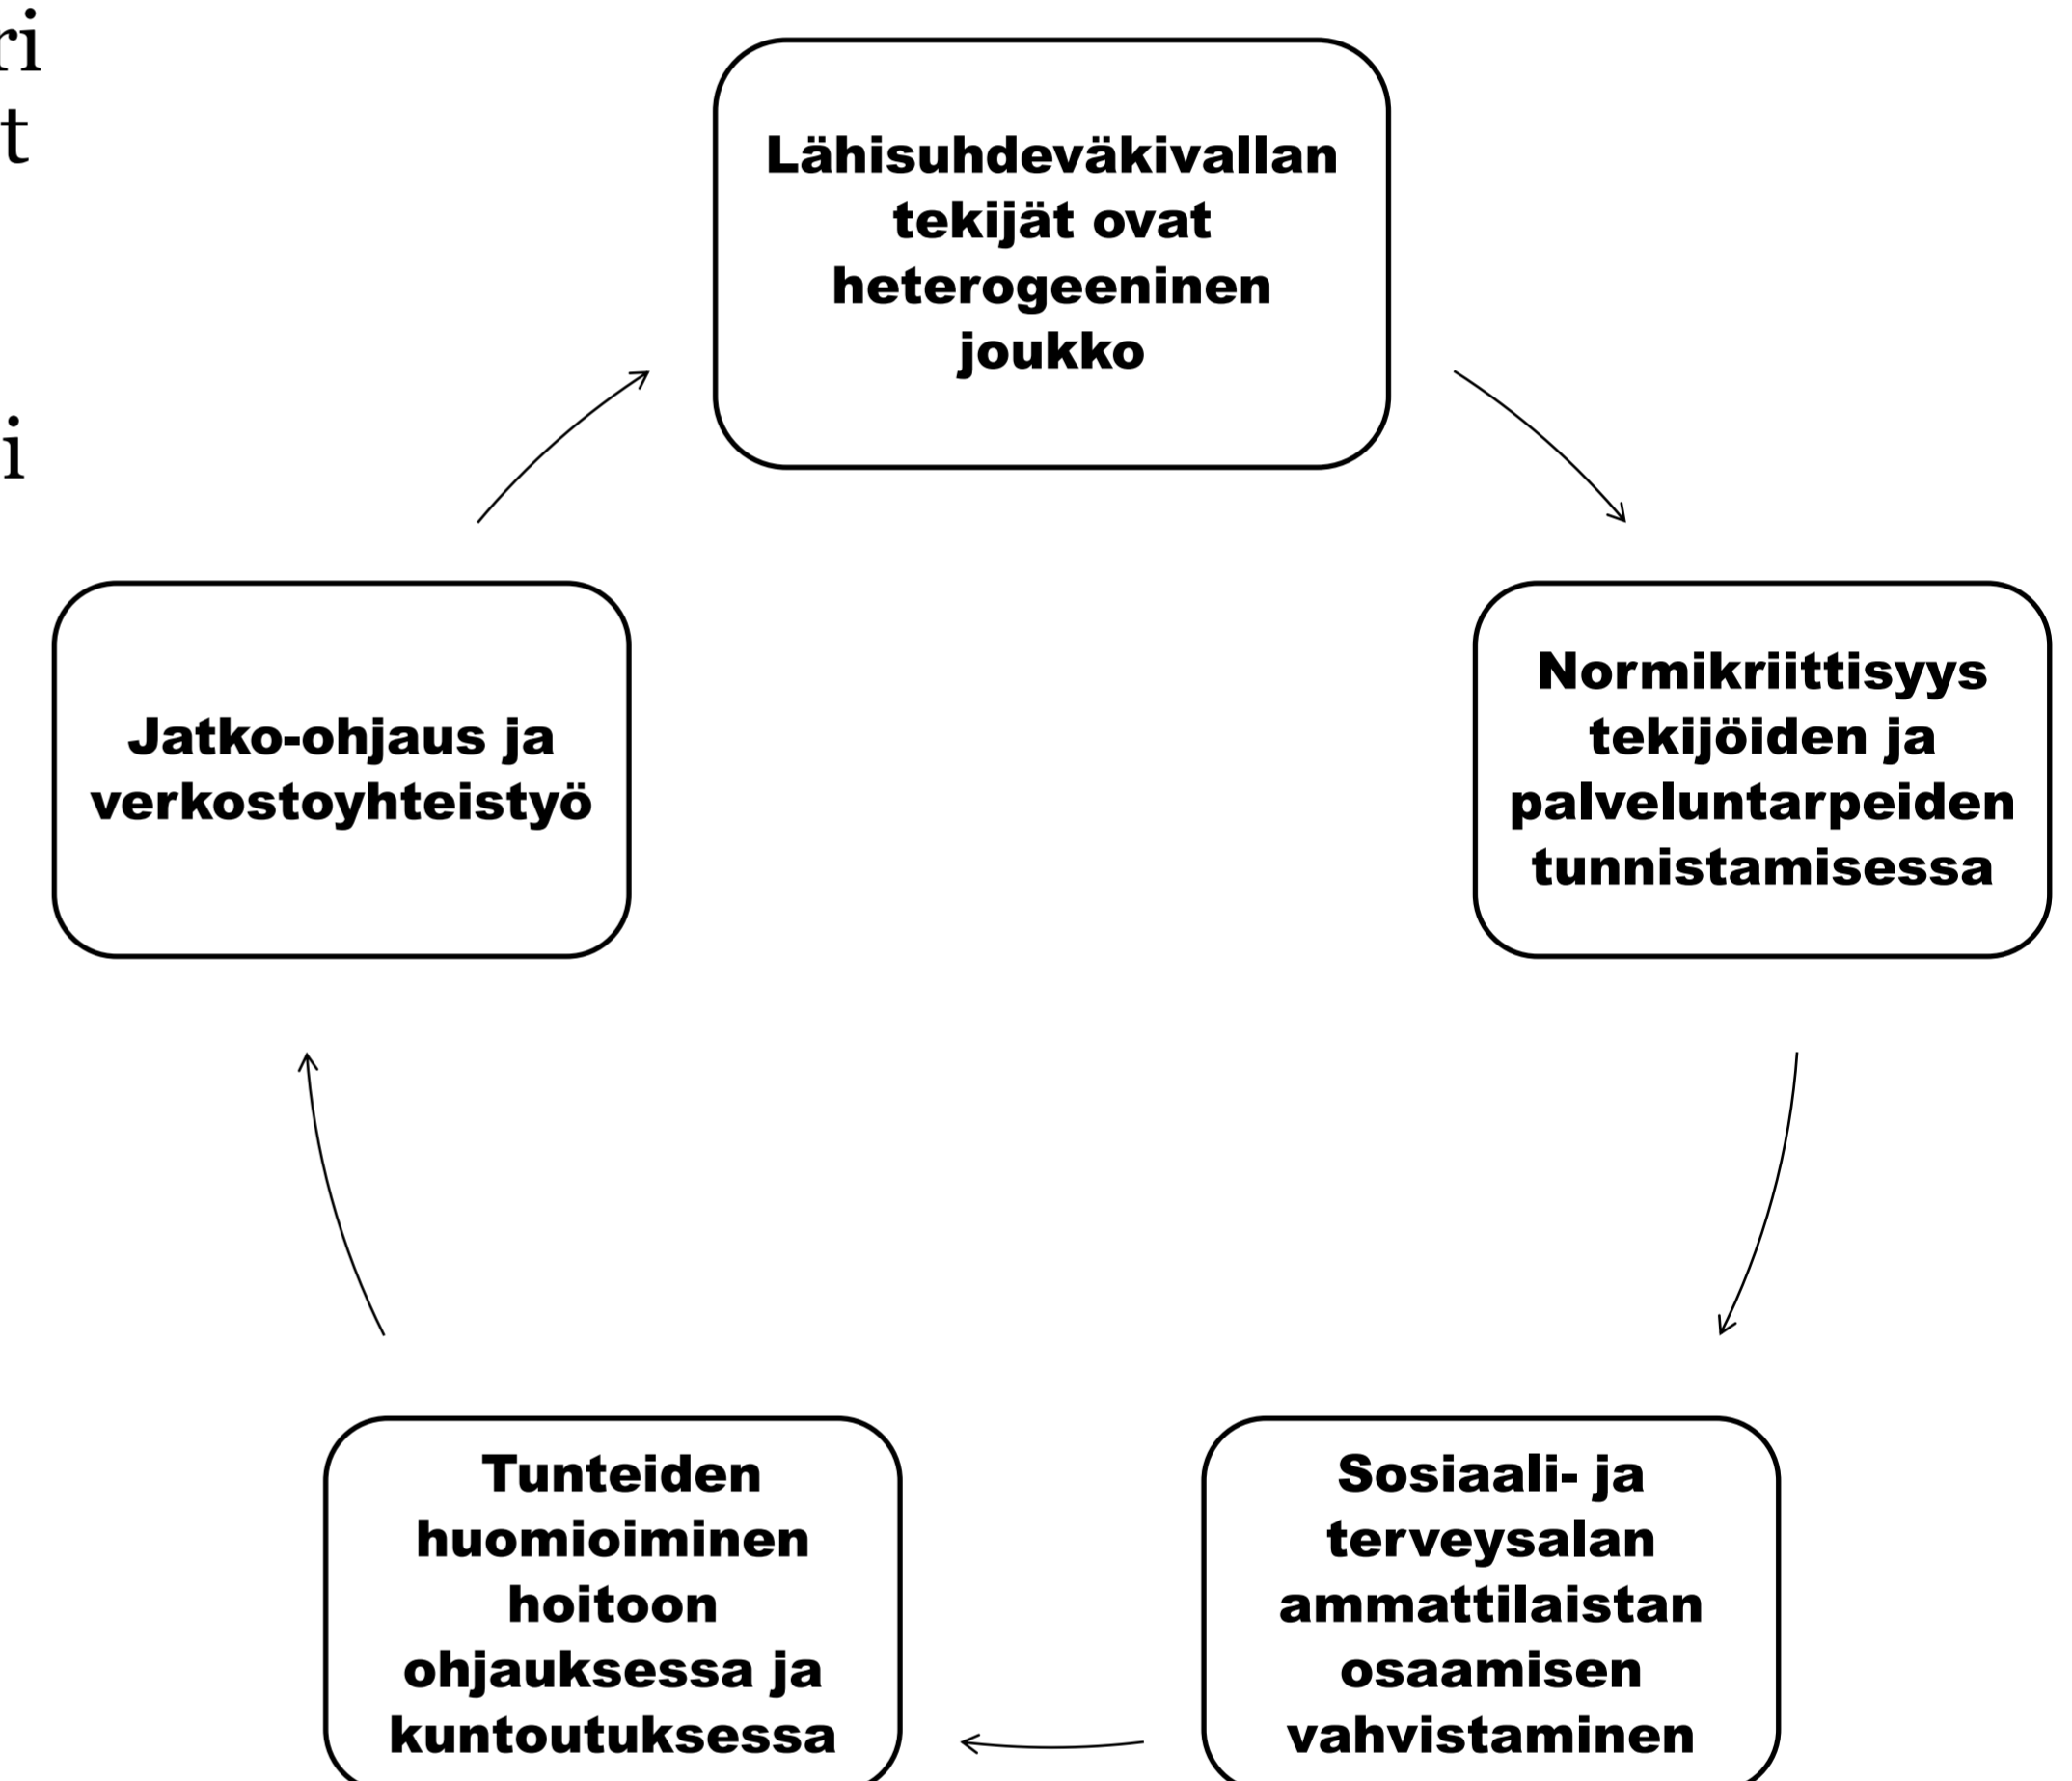 ri
t
i
Lähisuhdeväkivallan
tekijät ovat
heterogeeninen
joukko
Normikriittisyys
tekijöiden ja
palveluntarpeiden
tunnistamisessa
Sosiaali- ja
terveysalan
ammattilaistan
osaamisen
vahvistaminen
Tunteiden
huomioiminen
hoitoon
ohjauksessa ja
kuntoutuksessa
Jatko-ohjaus ja
verkostoyhteistyö